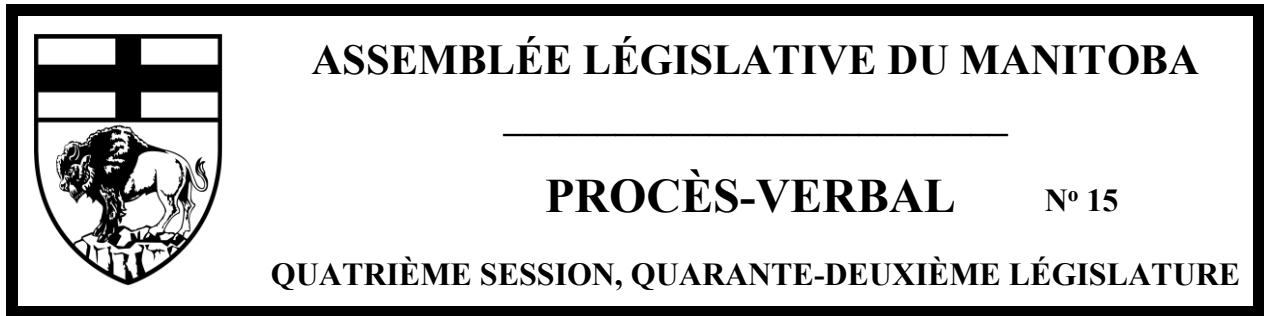 ASSEMBLÉE LÉGISLATIVE DU MANITOBA
PROCÈS-VERBAL Nº 15
QUATRIÈME SESSION, QUARANTE-DEUXIÈME LÉGISLATURE